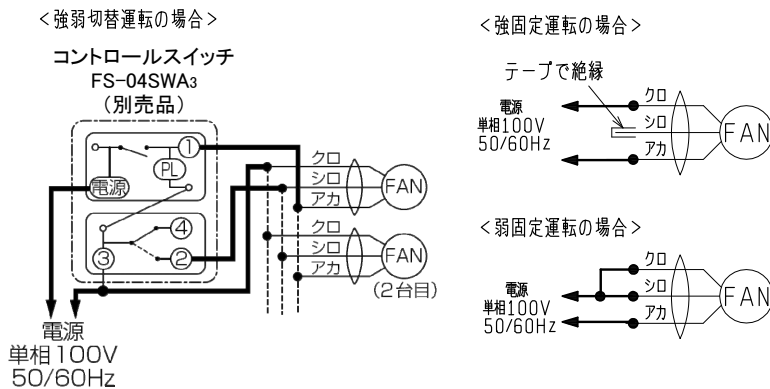 ＜強弱切替運転の場合＞
コントロールスイッチ
FS-04SWA3
（別売品）
①
PL
電源
④
③
②
電源
単相100V
50/60Hz
クロ
シロ
アカ
FAN
クロ
シロ
アカ
FAN
（2台目）
＜強固定運転の場合＞
テープで絶縁
電源
単相100V
50/60Hz
クロ
シロ
アカ
FAN
＜弱固定運転の場合＞
電源
単相100V
50/60Hz
クロ
シロ
アカ
FAN